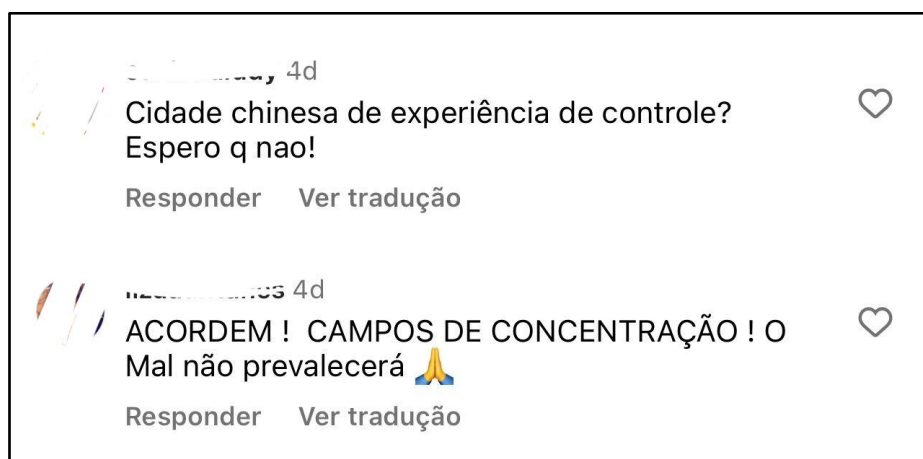 4d
Cidade chinesa de experiência de controle?
Espero q nao!
Responder Ver tradução
4d
ACORDEM ! CAMPOS DE CONCENTRAÇÃO ! O
Mal não prevalecerá 🙏
Responder Ver tradução